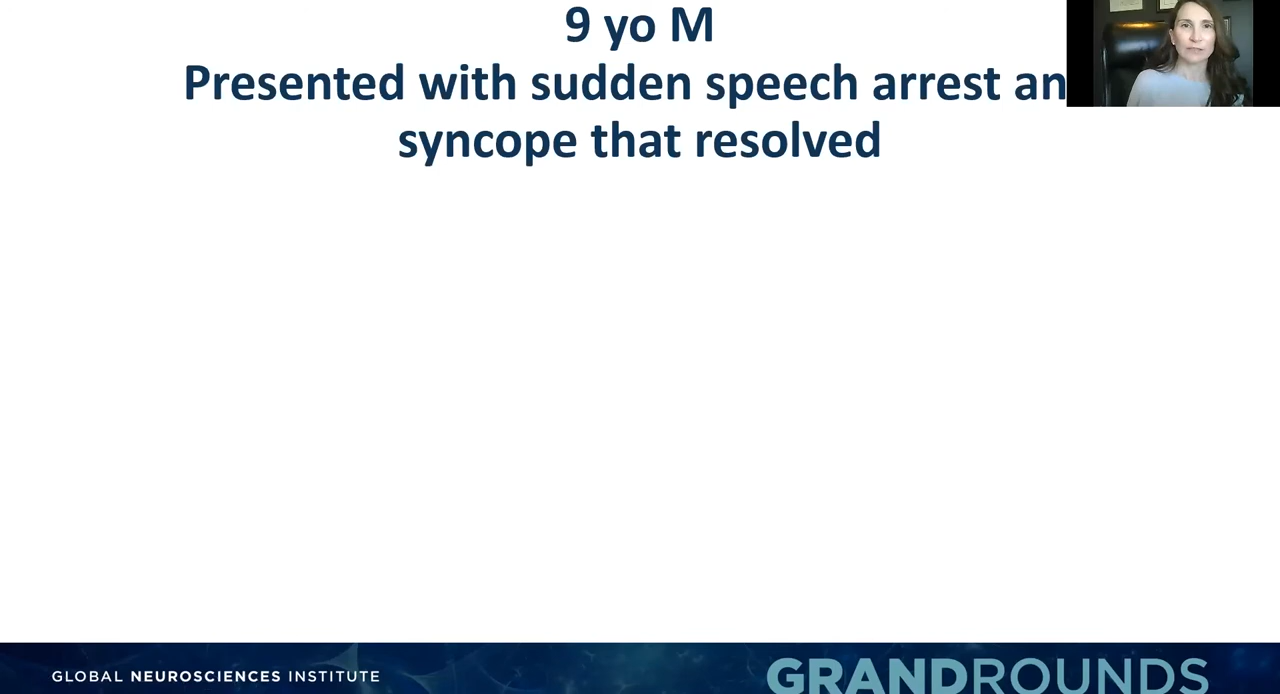 9 yo M
Presented with sudden speech arrest an
syncope that resolved
GLOBAL NEUROSCIENCES INSTITUTE
GRANDROUNDS